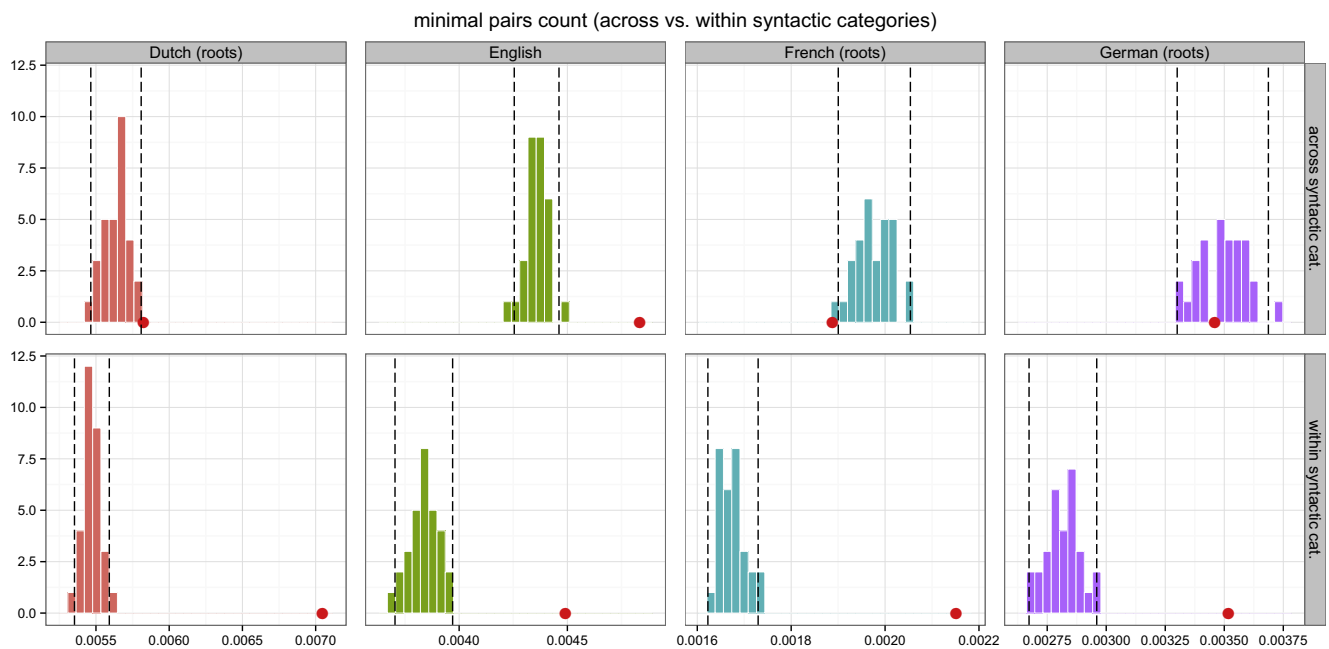 minimal pairs count (across vs. within syntactic categories)
Dutch (roots) English French (roots) German (roots)
12.5
10.0
7.5
5.0
2.5
0.0
across syntactic cat.
12.5
10.0
7.5
5.0
2.5
0.0
within syntactic cat.
0.0055 0.0060 0.0065 0.0070 0.0040 0.0045 0.0016 0.0018 0.0020 0.0022 0.00275 0.00300 0.00325 0.00350 0.00375